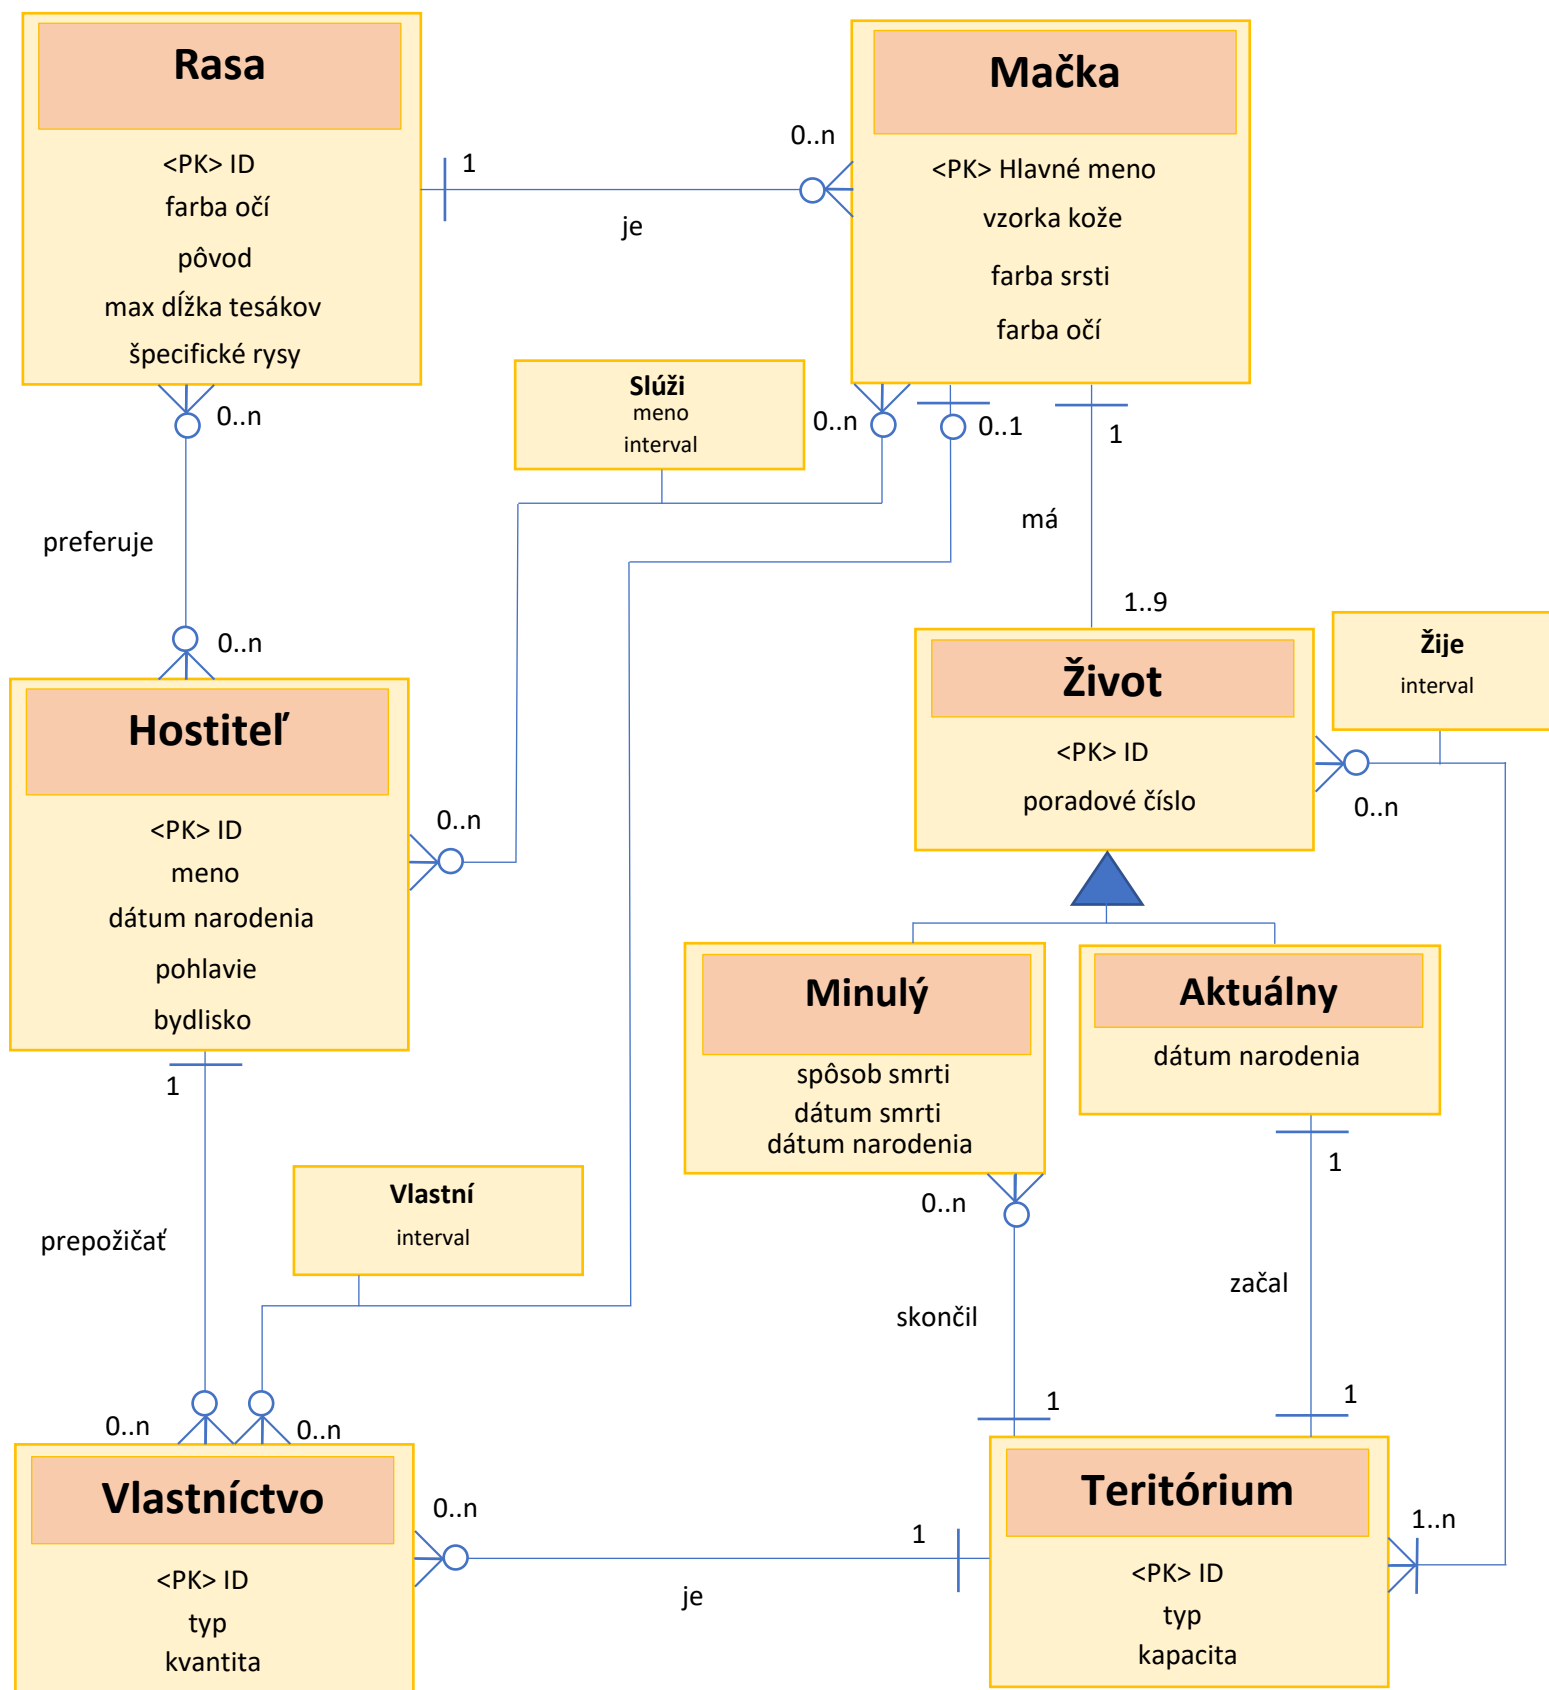 Rasa
<PK> ID
farba očí
pôvod
max dĺžka tesákov
špecifické rysy
Mačka
<PK> Hlavné meno
vzorka kože
farba srsti
farba očí
1
0..n
je
0..n
Slúži
meno
interval
0..n
0..1
1
preferuje
má
0..n
1..9
Hostiteľ
<PK> ID
meno
dátum narodenia
pohlavie
bydlisko
0..n
Život
<PK> ID
poradové číslo
Žije
interval
0..n
Minulý
spôsob smrti
dátum smrti
dátum narodenia
Aktuálny
dátum narodenia
1
prepožičať
Vlastní
interval
0..n
1
skončil
začal
0..n
0..n
1
1
Vlastníctvo
<PK> ID
typ
kvantita
0..n
1
je
Teritórium
<PK> ID
typ
kapacita
1..n